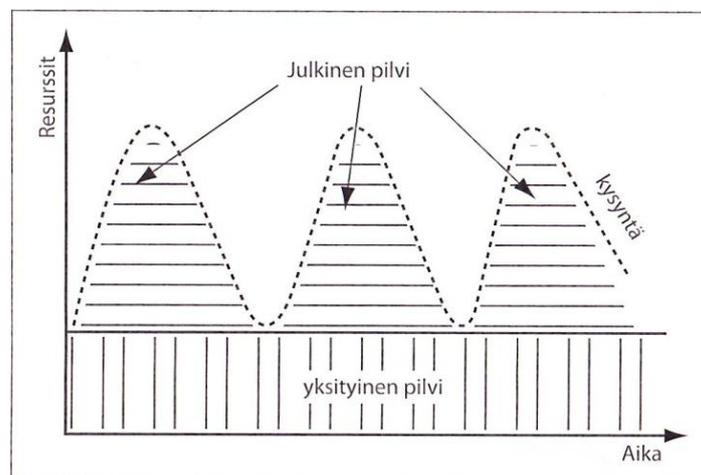 Resurssit
Julkinen pilvi
kysyntä
yksityinen pilvi
Aika